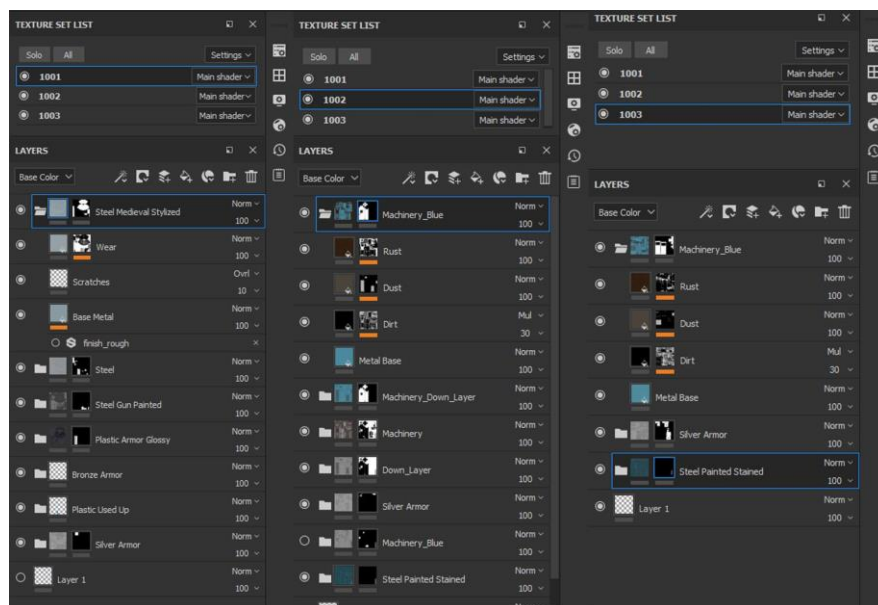 TEXTURE SET LIST
Solo All Settings
1001 Main shader
1002 Main shader
1003 Main shader
LAYERS
Base Color
Steel Medieval Stylized Norm
100
Wear Norm
100
Scratches Ovrl
10
Base Metal Norm
100
finish_rough
Steel Norm
100
Steel Gun Painted Norm
100
Plastic Armor Glossy Norm
100
Bronze Armor Norm
100
Plastic Used Up Norm
100
Silver Armor Norm
100
Layer 1 Norm
100
TEXTURE SET LIST
Solo All Settings
1001 Main shader
1002 Main shader
1003 Main shader
LAYERS
Base Color
Machinery_Blue Norm
100
Rust Norm
100
Dust Norm
100
Dirt Mul
30
Metal Base Norm
100
Machinery_Down_Layer Norm
100
Machinery Norm
100
Down_Layer Norm
100
Silver Armor Norm
100
Machinery_Blue Norm
100
Steel Painted Stained Norm
100
TEXTURE SET LIST
Solo All Settings
1001 Main shader
1002 Main shader
1003 Main shader
LAYERS
Base Color
Machinery_Blue Norm
100
Rust Norm
100
Dust Norm
100
Dirt Mul
30
Metal Base Norm
100
Silver Armor Norm
100
Steel Painted Stained Norm
100
Layer 1 Norm
100